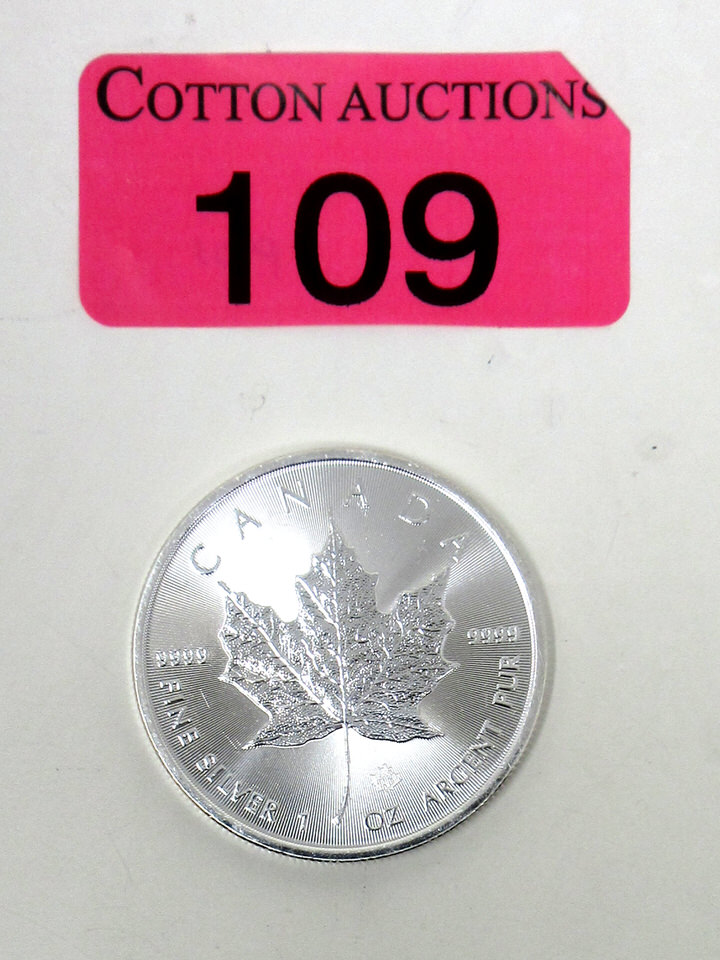 COTTON AUCTIONS
109
CANADA
9999 9999
FINE SILVER 1 OZ ARGENT PUR